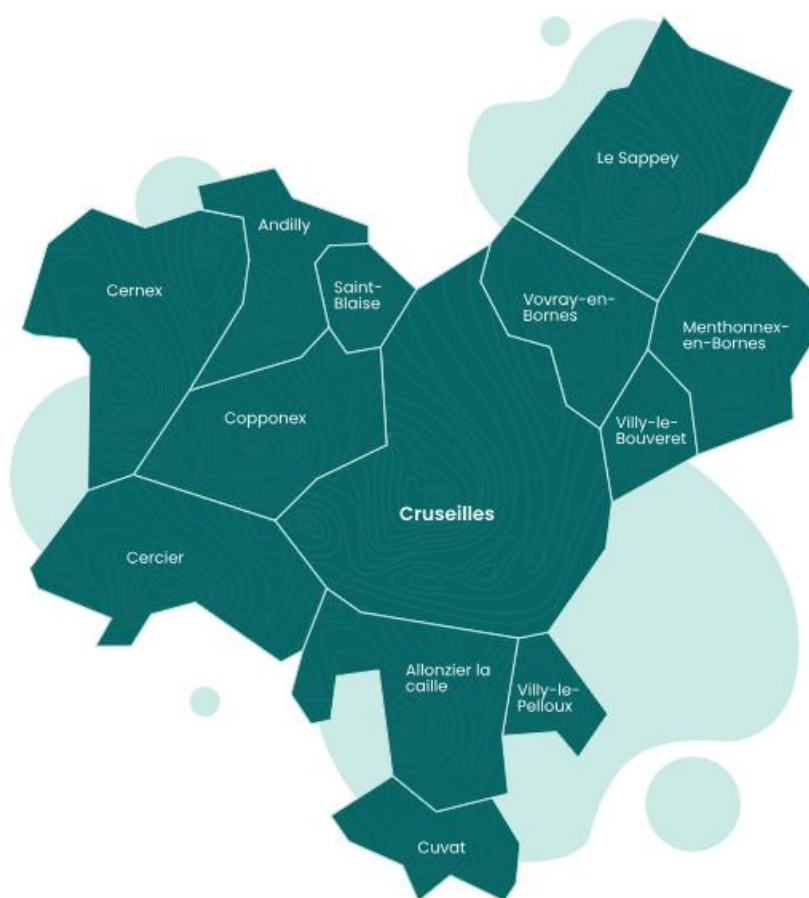 Le Sappey
Andilly
Cernex
Saint-
Blaise
Vovray-en-
Bornes
Menthonnex-
en-Bornes
Copponex
Villy-le-
Bouveret
Cruseilles
Cercier
Allonzier la
caille
Villy-le-
Pelloux
Cuvat